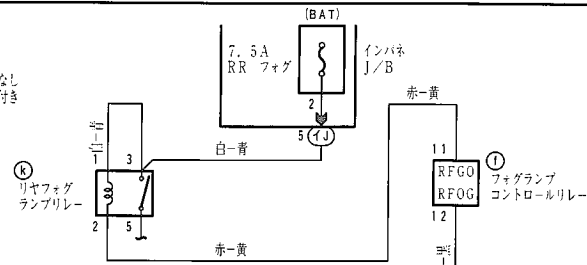 (BAT)
7. 5A
RR フォグ
インパネ
J/B
2
5
イJ
なし
付き
赤ー黄
白ー青
白ー青
1 3
k
リヤフォグ
ランプリレー
2 5
赤ー黄
11
RFGO
RFOG
12
f
フォグランプ
コントロールリレー